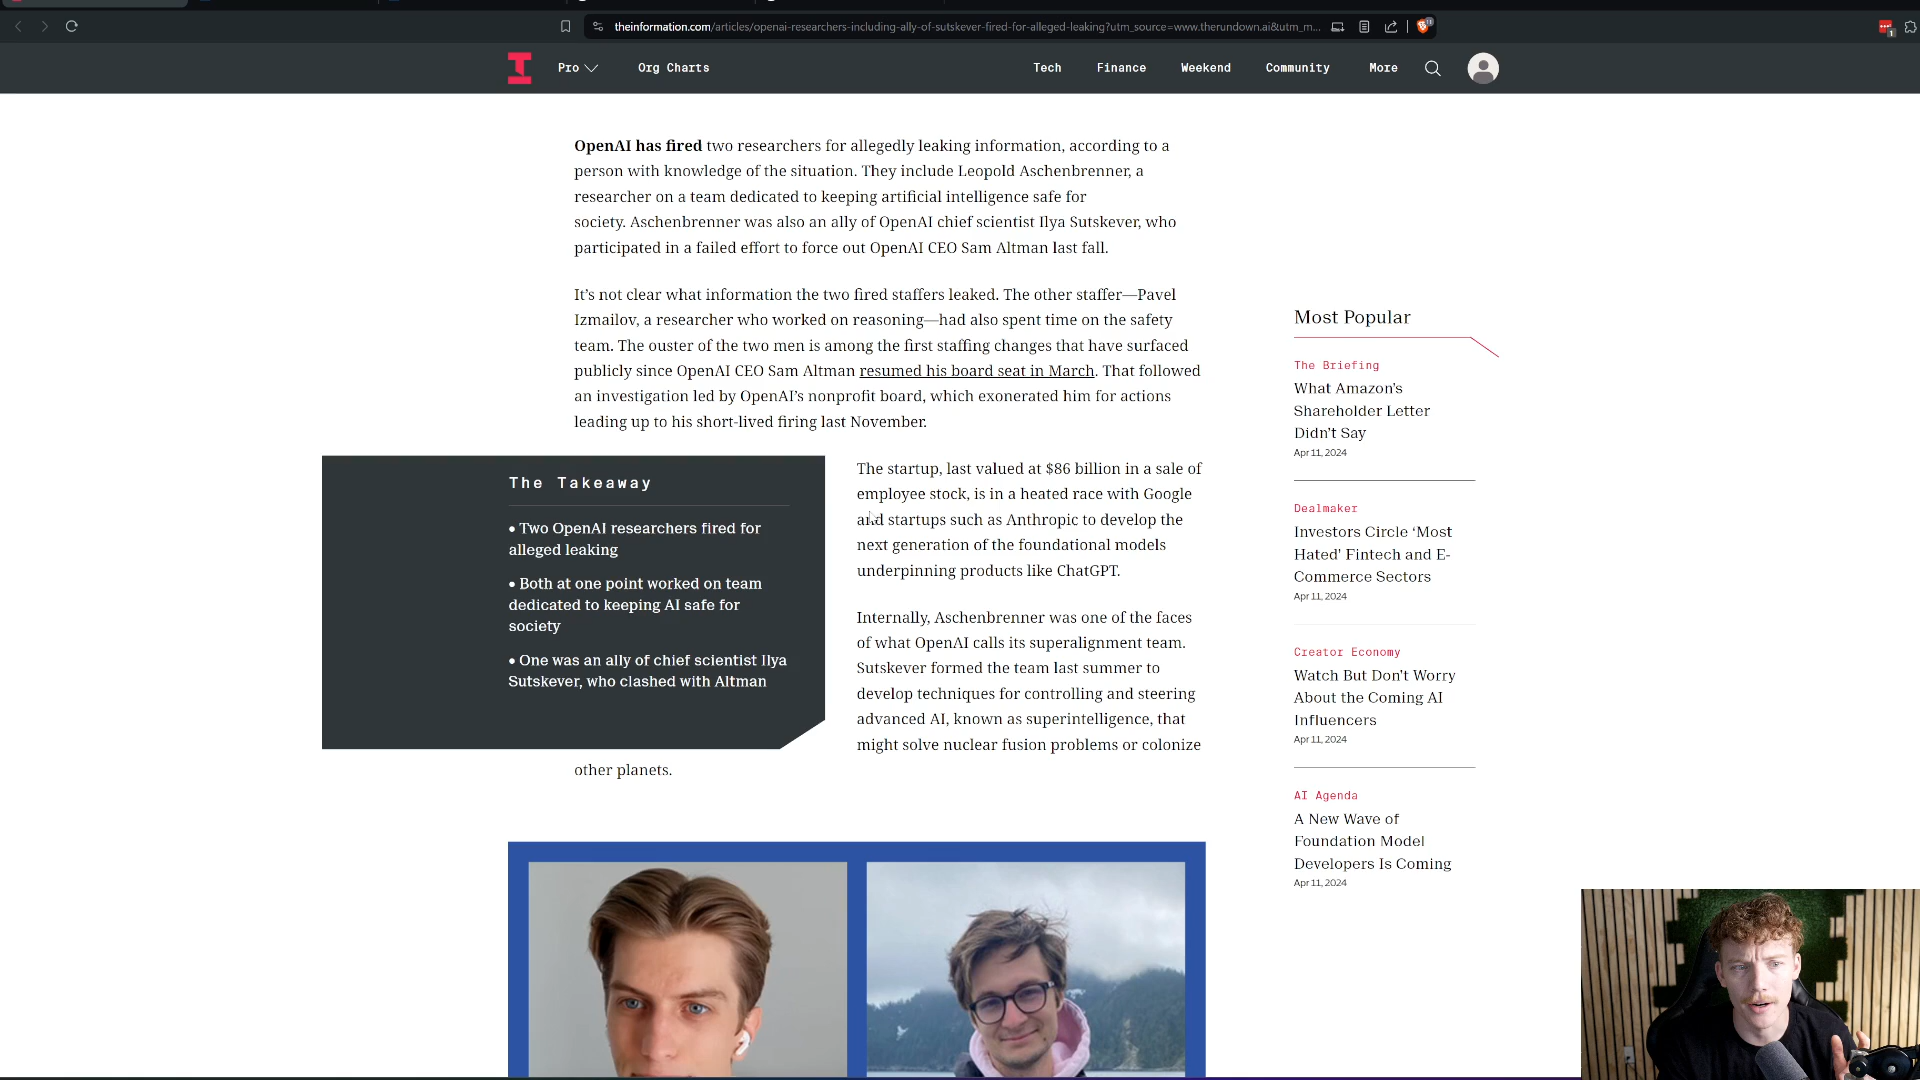 theinformation.com/articles/openai-researchers-including-ally-of-sutskever-fired-for-alleged-leaking?utm_source=www.therundown.ai&utm_m...
Pro
Org Charts
Tech
Finance
Weekend
Community
More
OpenAI has fired two researchers for allegedly leaking information, according to a
person with knowledge of the situation. They include Leopold Aschenbrenner, a
researcher on a team dedicated to keeping artificial intelligence safe for
society. Aschenbrenner was also an ally of OpenAI chief scientist Ilya Sutskever, who
participated in a failed effort to force out OpenAI CEO Sam Altman last fall.
It’s not clear what information the two fired staffers leaked. The other staffer—Pavel
Izmailov, a researcher who worked on reasoning—had also spent time on the safety
team. The ouster of the two men is among the first staffing changes that have surfaced
publicly since OpenAI CEO Sam Altman resumed his board seat in March. That followed
an investigation led by OpenAI’s nonprofit board, which exonerated him for actions
leading up to his short-lived firing last November.
The Takeaway
• Two OpenAI researchers fired for
alleged leaking
• Both at one point worked on team
dedicated to keeping AI safe for
society
• One was an ally of chief scientist Ilya
Sutskever, who clashed with Altman
The startup, last valued at $86 billion in a sale of
employee stock, is in a heated race with Google
and startups such as Anthropic to develop the
next generation of the foundational models
underpinning products like ChatGPT.
Internally, Aschenbrenner was one of the faces
of what OpenAI calls its superalignment team.
Sutskever formed the team last summer to
develop techniques for controlling and steering
advanced AI, known as superintelligence, that
might solve nuclear fusion problems or colonize
other planets.
Most Popular
The Briefing
What Amazon’s
Shareholder Letter
Didn’t Say
Apr 11, 2024
Dealmaker
Investors Circle ‘Most
Hated’ Fintech and E-
Commerce Sectors
Apr 11, 2024
Creator Economy
Watch But Don’t Worry
About the Coming AI
Influencers
Apr 11, 2024
AI Agenda
A New Wave of
Foundation Model
Developers Is Coming
Apr 11, 2024